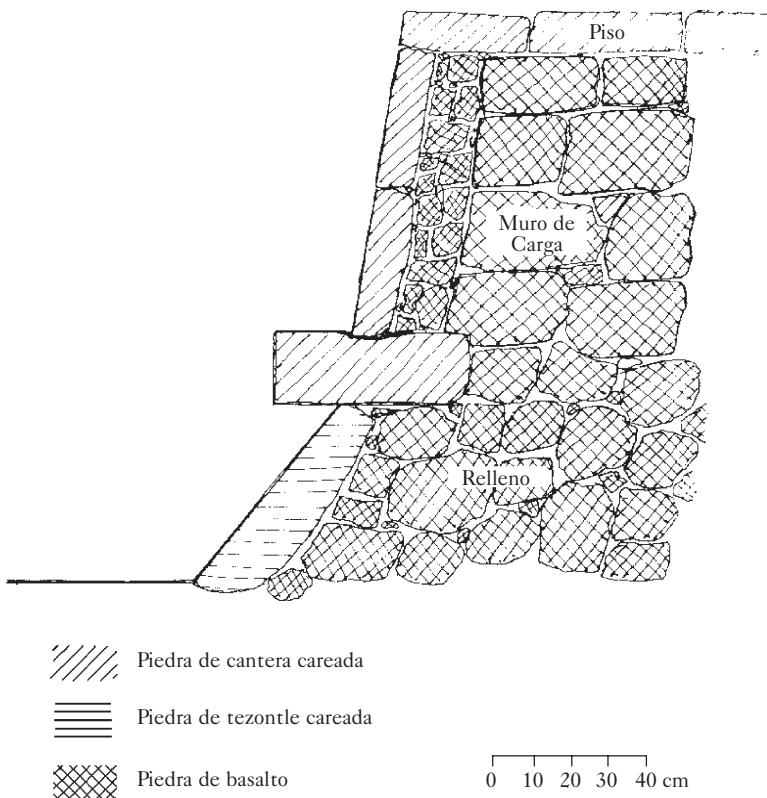 Piso
Muro de
Carga
Relleno
Piedra de cantera careada
Piedra de tezontle careada
Piedra de basalto
0 10 20 30 40 cm